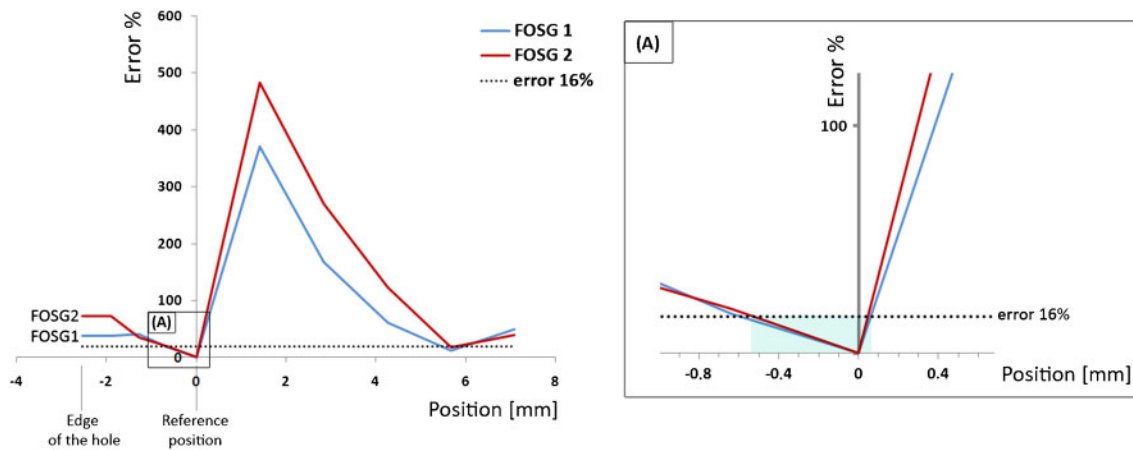 600
500
400
300
200
100
0
Error %
FOSG 1
FOSG 2
error 16%
FOSG2
FOSG1
(A)
-4
-2
0
2
4
6
8
Position [mm]
Edge
of the hole
Reference
position
(A)
Error %
100
error 16%
-0.8
-0.4
0
0.4
Position [mm]